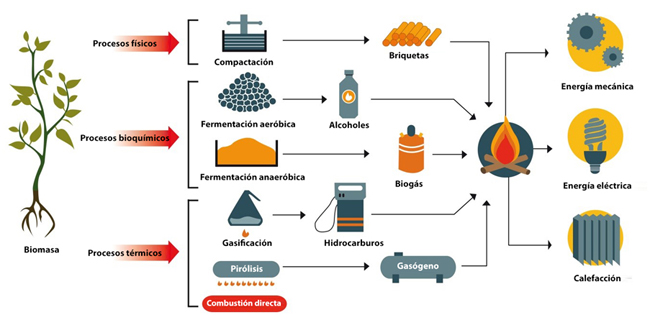 Procesos físicos
Compactación
Briquetas
Energía mecánica
Procesos bioquímicos
Fermentación aeróbica
Alcoholes
Fermentación anaeróbica
Biogás
Energía eléctrica
Biomasa
Procesos térmicos
Gasificación
Hidrocarburos
Pirólisis
Gasógeno
Calefacción
Combustión directa